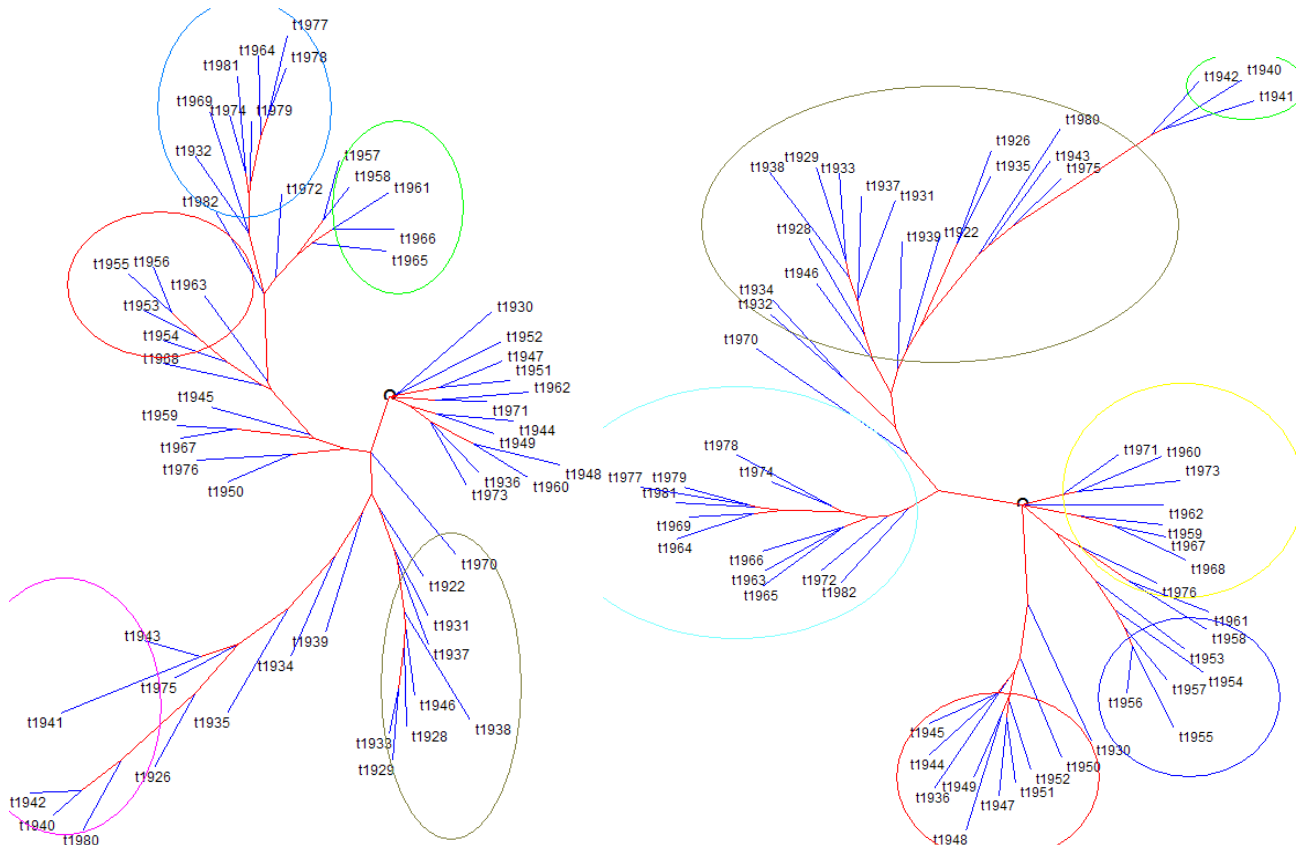 t1977
t1964
t1978
t1981
t1969
t1974
t1979
t1932
t1972
t1982
t1957
t1958
t1961
t1966
t1965
t1956
t1955
t1963
t1953
t1954
t1968
t1930
t1952
t1947
t1951
t1962
t1971
t1944
t1949
t1948
t1936
t1960
t1973
t1945
t1959
t1967
t1976
t1950
t1970
t1922
t1931
t1937
t1939
t1943
t1934
t1975
t1941
t1935
t1946
t1938
t1933
t1928
t1929
t1926
t1942
t1940
t1980
t1942
t1940
t1941
t1980
t1926
t1943
t1935
t1975
t1929
t1938
t1933
t1937
t1931
t1928
t1939
t1922
t1946
t1934
t1932
t1970
t1978
t1974
t1977
t1979
t1981
t1969
t1964
t1966
t1963
t1965
t1972
t1982
t1971
t1960
t1973
t1962
t1959
t1967
t1968
t1976
t1961
t1958
t1953
t1954
t1957
t1956
t1955
t1930
t1950
t1952
t1945
t1944
t1949
t1936
t1951
t1947
t1948